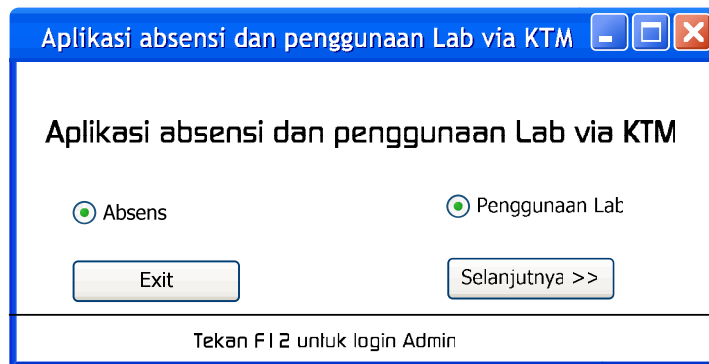 Aplikasi absensi dan penggunaan Lab via KTM
Aplikasi absensi dan penggunaan Lab via KTM
Absens
Penggunaan Lab
Exit
Selanjutnya >>
Tekan F12 untuk login Admin